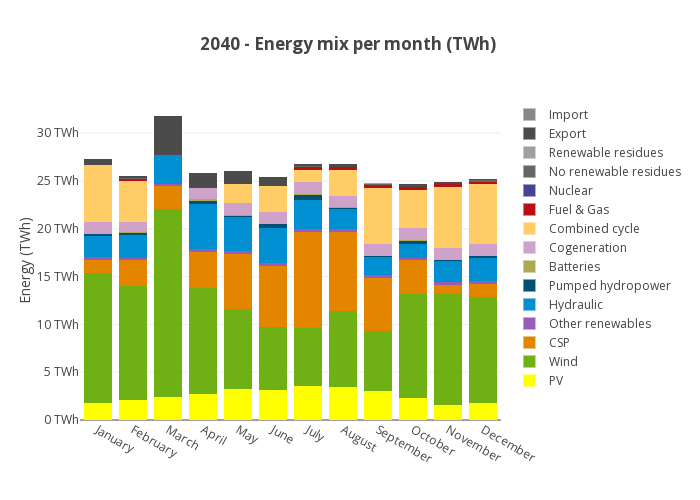 2040 - Energy mix per month (TWh)
Energy (TWh)
30 TWh
25 TWh
20 TWh
15 TWh
10 TWh
5 TWh
0 TWh
January
February
March
April
May
June
July
August
September
October
November
December
Import
Export
Renewable residues
No renewable residues
Nuclear
Fuel & Gas
Combined cycle
Cogeneration
Batteries
Pumped hydropower
Hydraulic
Other renewables
CSP
Wind
PV